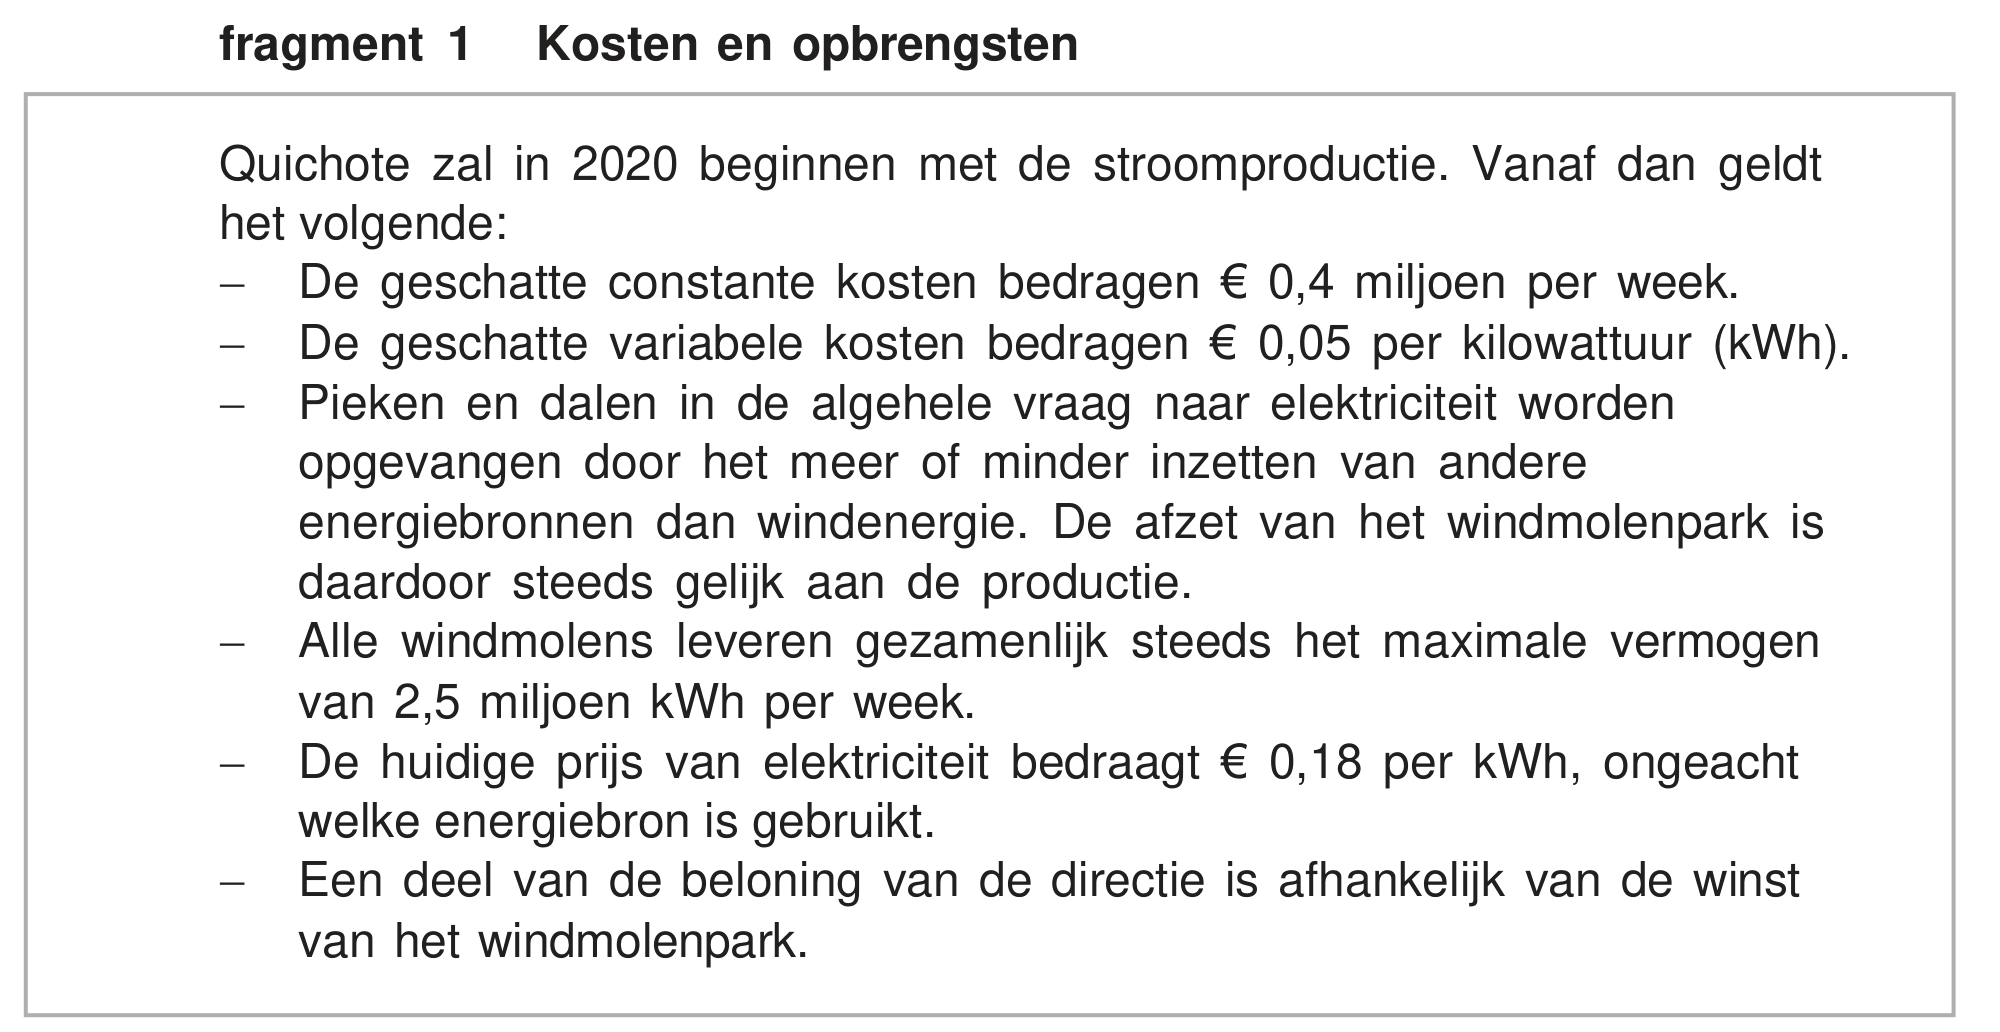 fragment 1 Kosten en opbrengsten
Quichote zal in 2020 beginnen met de stroomproductie. Vanaf dan geldt
het volgende:
– De geschatte constante kosten bedragen € 0,4 miljoen per week.
– De geschatte variabele kosten bedragen € 0,05 per kilowattuur (kWh).
– Pieken en dalen in de algehele vraag naar elektriciteit worden
opgevangen door het meer of minder inzetten van andere
energiebronnen dan windenergie. De afzet van het windmolenpark is
daardoor steeds gelijk aan de productie.
– Alle windmolens leveren gezamenlijk steeds het maximale vermogen
van 2,5 miljoen kWh per week.
– De huidige prijs van elektriciteit bedraagt € 0,18 per kWh, ongeacht
welke energiebron is gebruikt.
– Een deel van de beloning van de directie is afhankelijk van de winst
van het windmolenpark.